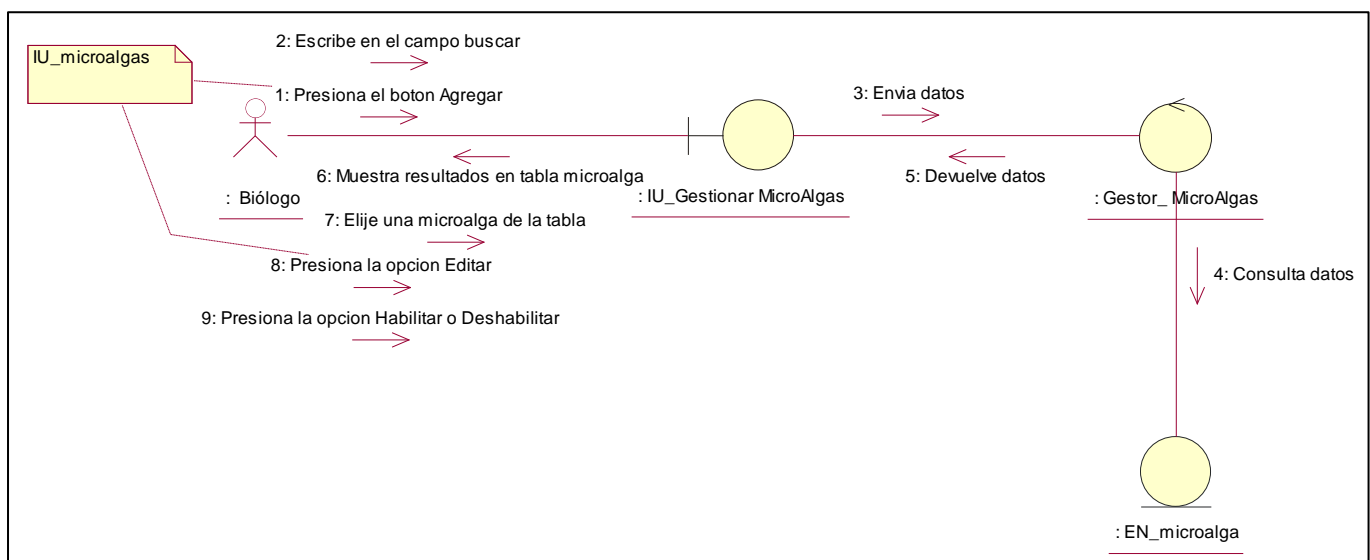 IU_microalgas
2: Escribe en el campo buscar
1: Presiona el boton Agregar
3: Envia datos
6: Muestra resultados en tabla microalga
5: Devuelve datos
: Biólogo
: IU_Gestionar MicroAlgas
: Gestor_ MicroAlgas
7: Elije una microalga de la tabla
8: Presiona la opcion Editar
4: Consulta datos
9: Presiona la opcion Habilitar o Deshabilitar
: EN_microalga